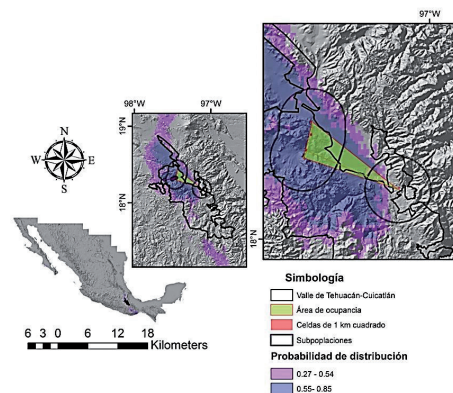 97°W
98°W 97°W
19°N
N
W E
S
18°N
18°N
6 3 0 6 12 18
Kilometers
Simbología
Valle de Tehuacán-Cuicatlán
Área de ocupancia
Celdas de 1 km cuadrado
Subpoplaciones
Probabilidad de distribución
0.27 - 0.54
0.55- 0.85